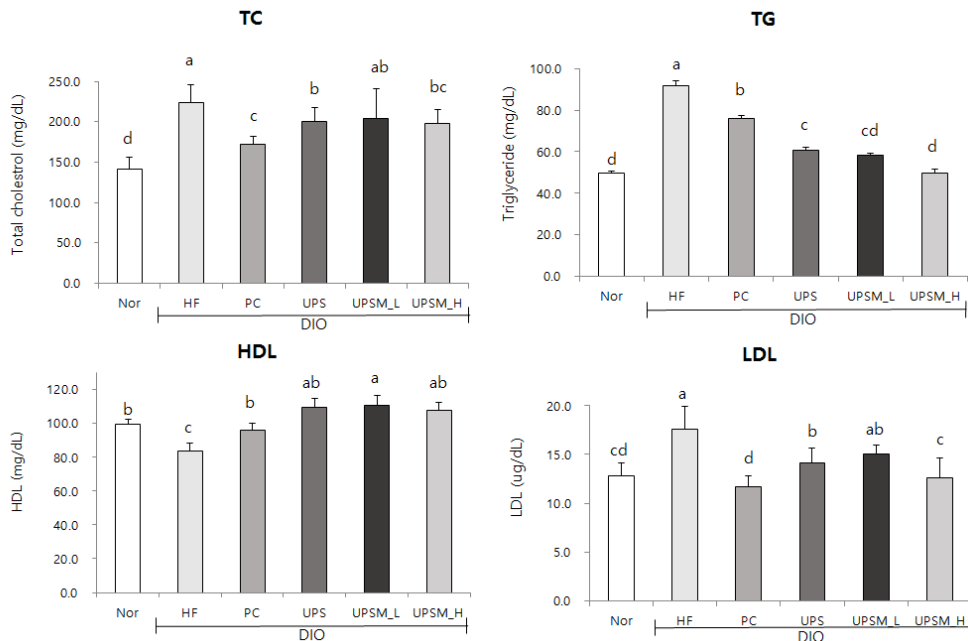 TC
Total cholestrol (mg/dL)
250.0
200.0
150.0
100.0
50.0
0.0
d
a
c
b
ab
bc
Nor HF PC UPS UPSM_L UPSM_H
DIO
TG
Triglyceride (mg/dL)
100.0
80.0
60.0
40.0
20.0
0.0
d
a
b
c
cd
d
Nor HF PC UPS UPSM_L UPSM_H
DIO
HDL
HDL (mg/dL)
120.0
100.0
80.0
60.0
40.0
20.0
0.0
b
c
b
ab
a
ab
Nor HF PC UPS UPSM_L UPSM_H
DIO
LDL
LDL (ug/dL)
20.0
15.0
10.0
5.0
0.0
cd
a
d
b
ab
c
Nor HF PC UPS UPSM_L UPSM_H
DIO